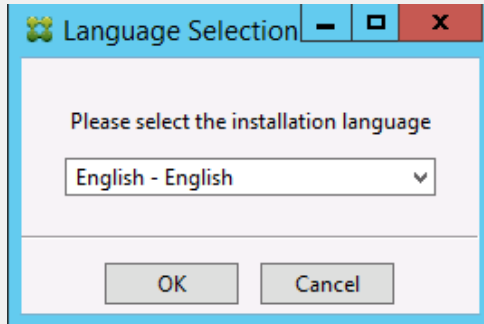 Language Selection
Please select the installation language
English - English
OK
Cancel